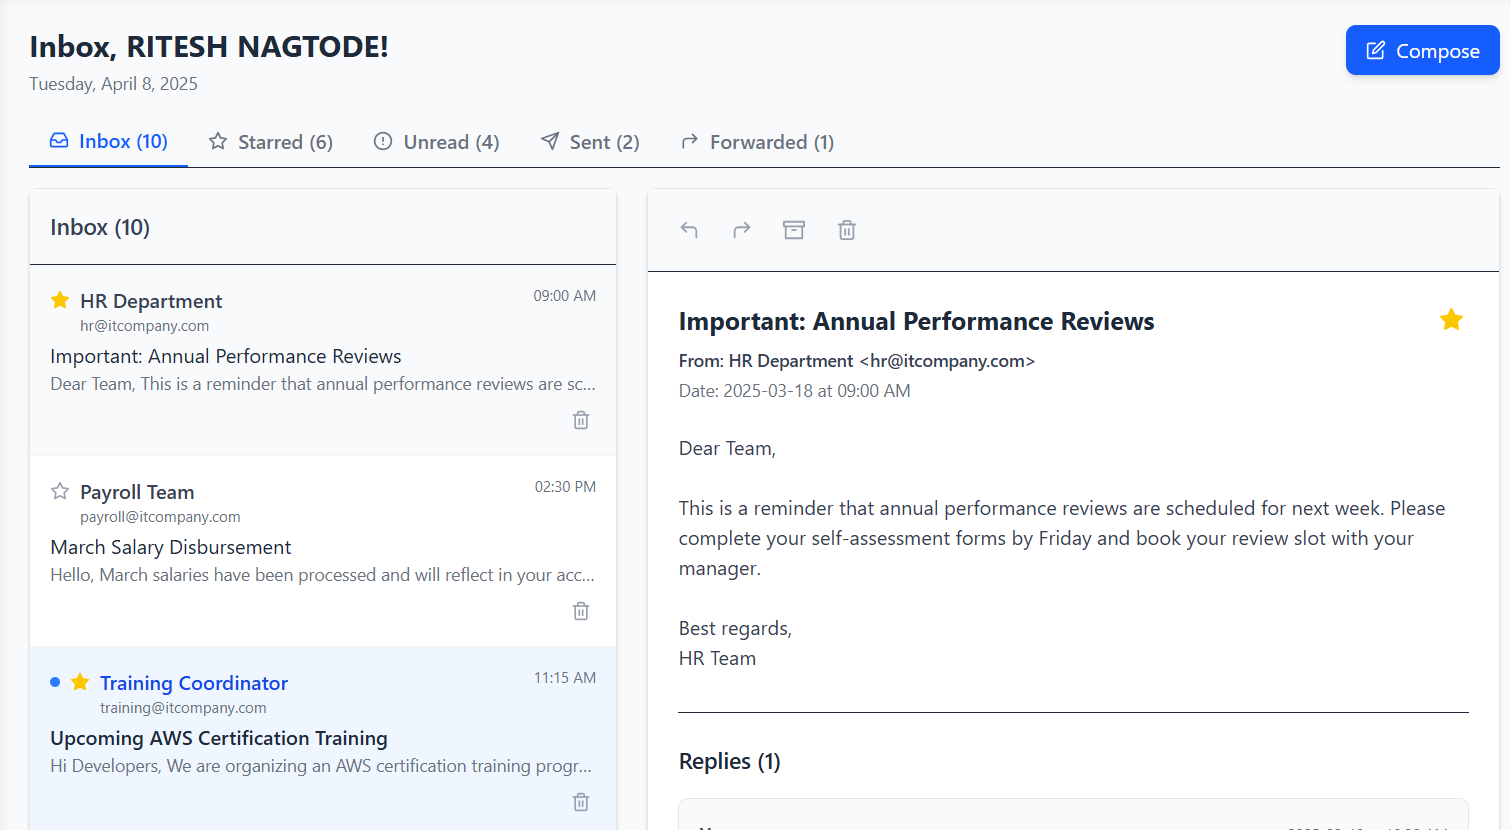 Inbox, RITESH NAGTODE!
Tuesday, April 8, 2025
Compose
Inbox (10)
Starred (6)
Unread (4)
Sent (2)
Forwarded (1)
Inbox (10)
HR Department
09:00 AM
hr@itcompany.com
Important: Annual Performance Reviews
Dear Team, This is a reminder that annual performance reviews are sc...
Payroll Team
02:30 PM
payroll@itcompany.com
March Salary Disbursement
Hello, March salaries have been processed and will reflect in your acc...
Training Coordinator
11:15 AM
training@itcompany.com
Upcoming AWS Certification Training
Hi Developers, We are organizing an AWS certification training progr...
Important: Annual Performance Reviews
From: HR Department <hr@itcompany.com>
Date: 2025-03-18 at 09:00 AM
Dear Team,
This is a reminder that annual performance reviews are scheduled for next week. Please
complete your self-assessment forms by Friday and book your review slot with your
manager.
Best regards,
HR Team
Replies (1)